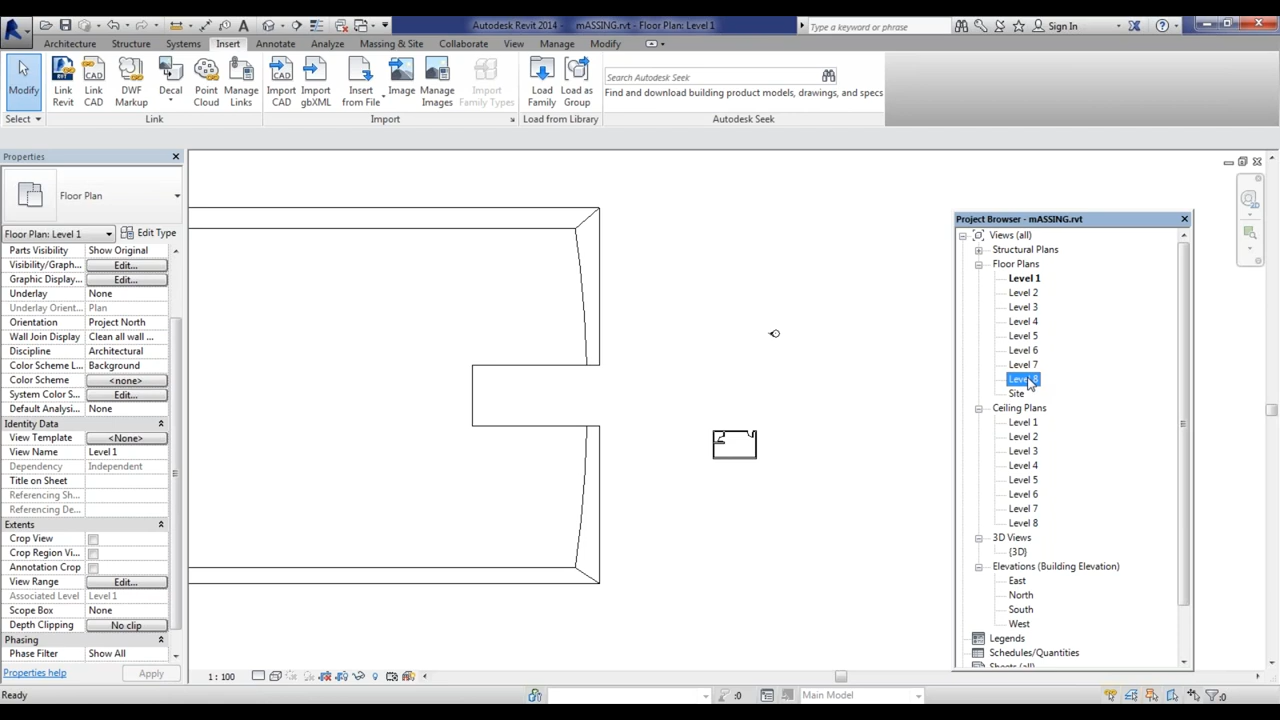 Autodesk Revit 2014 - mASSING.rvt - Floor Plan: Level 1
Type a keyword or phrase
Sign In
Architecture Structure Systems Insert Annotate Analyze Massing & Site Collaborate View Manage Modify
Modify
Link Revit
Link CAD
DWF Markup
Decal
Point Cloud
Manage Links
Import CAD
Import gbXML
Insert from File
Image
Manage Images
Import Family Types
Load Family
Load as Group
Search Autodesk Seek
Find and download building product models, drawings, and specs
Select Link Import Load from Library Autodesk Seek
Properties
Floor Plan
Floor Plan: Level 1 Edit Type
Parts Visibility Show Original
Visibility/Graph... Edit...
Graphic Display... Edit...
Underlay None
Underlay Orient... Plan
Orientation Project North
Wall Join Display Clean all wall ...
Discipline Architectural
Color Scheme L... Background
Color Scheme <none>
System Color S... Edit...
Default Analysi... None
Identity Data
View Template <None>
View Name Level 1
Dependency Independent
Title on Sheet
Referencing Sh...
Referencing De...
Extents
Crop View
Crop Region Vi...
Annotation Crop
View Range Edit...
Associated Level Level 1
Scope Box None
Depth Clipping No clip
Phasing
Phase Filter Show All
Properties help Apply
Project Browser - mASSING.rvt
Views (all)
Structural Plans
Floor Plans
Level 1
Level 2
Level 3
Level 4
Level 5
Level 6
Level 7
Level 8
Site
Ceiling Plans
Level 1
Level 2
Level 3
Level 4
Level 5
Level 6
Level 7
Level 8
3D Views
{3D}
Elevations (Building Elevation)
East
North
South
West
Legends
Schedules/Quantities
Sheets (all)
1 : 100
Ready
:0
Main Model
:0